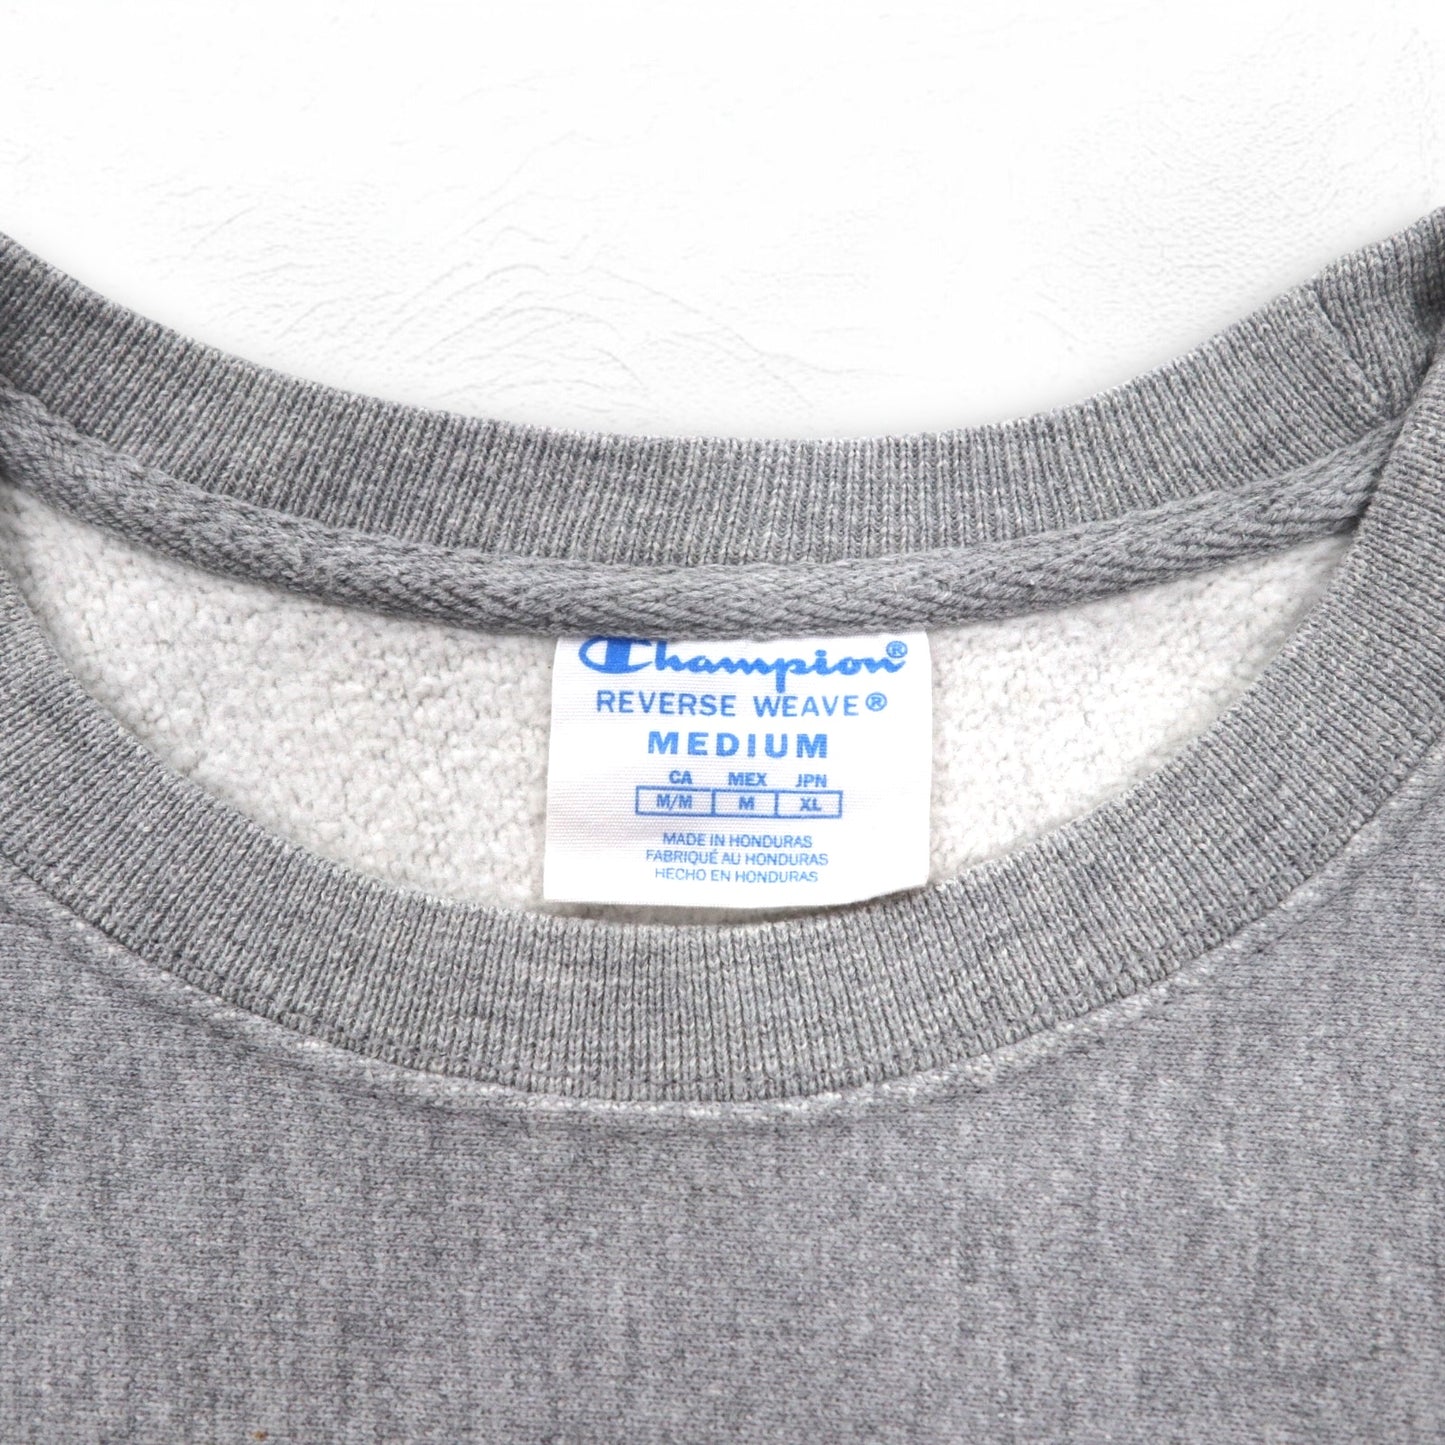 Champion®
REVERSE WEAVE®
MEDIUM
CA MEX JPN
M/M M XL
MADE IN HONDURAS
FABRIQUÉ AU HONDURAS
HECHO EN HONDURAS